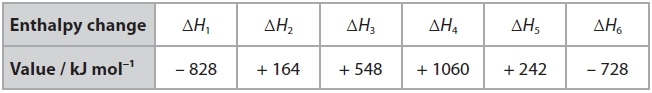 Enthalpy change ΔH₁ ΔH₂ ΔH₃ ΔH₄ ΔH₅ ΔH₆
Value / kJ mol⁻¹ – 828 + 164 + 548 + 1060 + 242 – 728